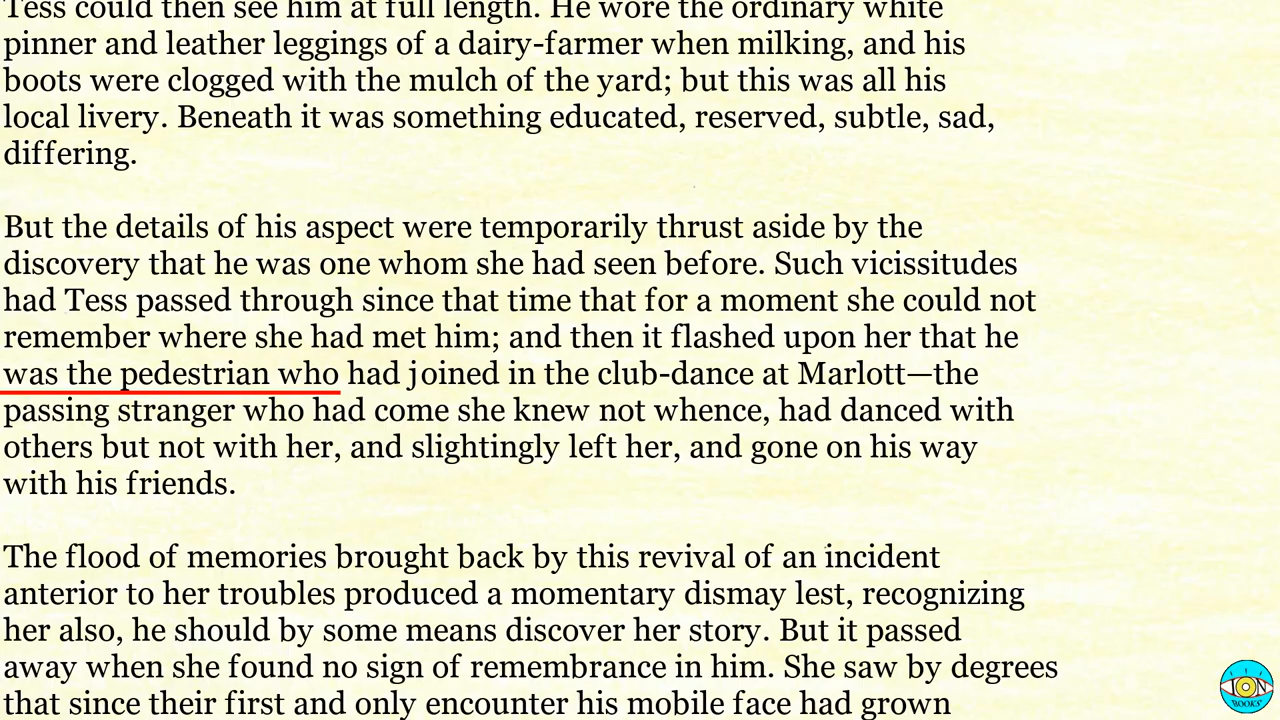 Tess could then see him at full length. He wore the ordinary white
pinner and leather leggings of a dairy-farmer when milking, and his
boots were clogged with the mulch of the yard; but this was all his
local livery. Beneath it was something educated, reserved, subtle, sad,
differing.
But the details of his aspect were temporarily thrust aside by the
discovery that he was one whom she had seen before. Such vicissitudes
had Tess passed through since that time that for a moment she could not
remember where she had met him; and then it flashed upon her that he
was the pedestrian who had joined in the club-dance at Marlott—the
passing stranger who had come she knew not whence, had danced with
others but not with her, and slightingly left her, and gone on his way
with his friends.
The flood of memories brought back by this revival of an incident
anterior to her troubles produced a momentary dismay lest, recognizing
her also, he should by some means discover her story. But it passed
away when she found no sign of remembrance in him. She saw by degrees
that since their first and only encounter his mobile face had grown
ION
BOOKS